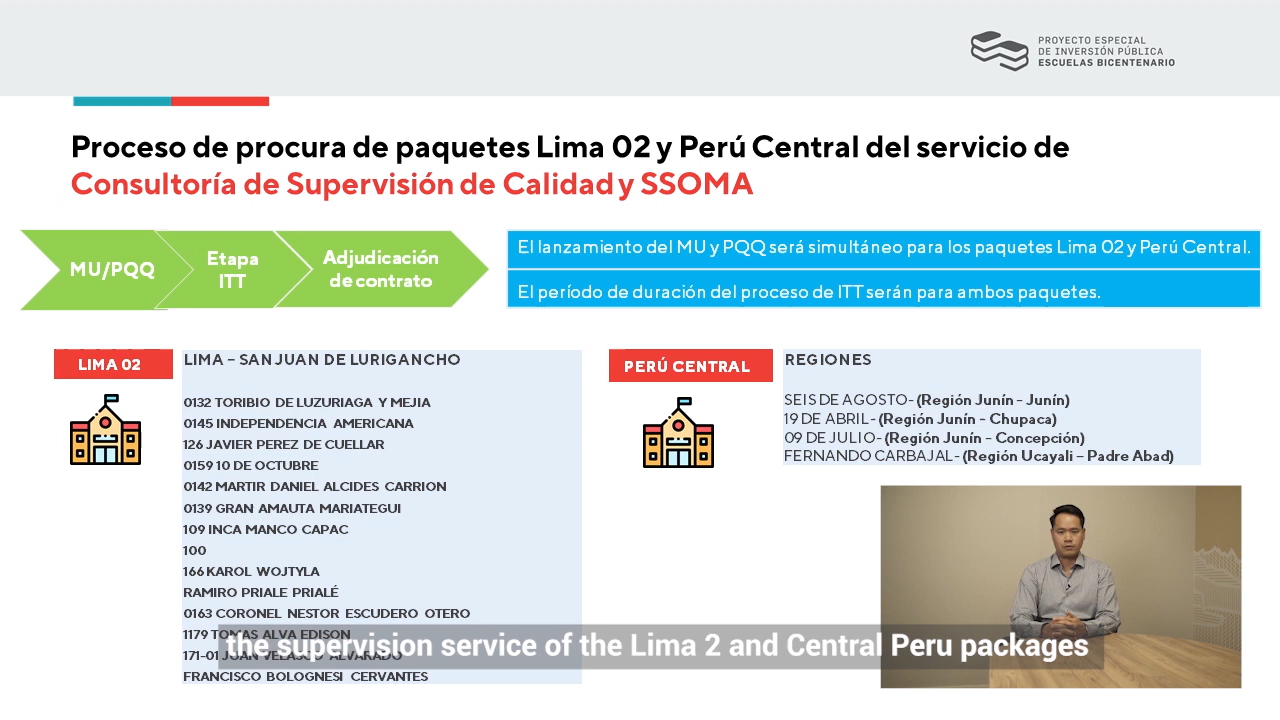 PROYECTO ESPECIAL
DE INVERSIÓN PÚBLICA
ESCUELAS BICENTENARIO
Proceso de procura de paquetes Lima 02 y Perú Central del servicio de
Consultoría de Supervisión de Calidad y SSOMA
MU/PQQ
Etapa
ITT
Adjudicación
de contrato
El lanzamiento del MU y PQQ será simultáneo para los paquetes Lima 02 y Perú Central.
El período de duración del proceso de ITT serán para ambos paquetes.
LIMA 02
LIMA – SAN JUAN DE LURIGANCHO
0132 TORIBIO DE LUZURIAGA Y MEJIA
0145 INDEPENDENCIA AMERICANA
126 JAVIER PEREZ DE CUELLAR
0159 10 DE OCTUBRE
0142 MARTIR DANIEL ALCIDES CARRION
0139 GRAN AMAUTA MARIATEGUI
109 INCA MANCO CAPAC
100
166 KAROL WOJTYLA
RAMIRO PRIALE PRIALÉ
0163 CORONEL NESTOR ESCUDERO OTERO
1179 TOMAS ALVA EDISON
171-01 JUAN VELASCO ALVARADO
FRANCISCO BOLOGNESI CERVANTES
PERÚ CENTRAL
REGIONES
SEIS DE AGOSTO- (Región Junín – Junín)
19 DE ABRIL- (Región Junín – Chupaca)
09 DE JULIO- (Región Junín – Concepción)
FERNANDO CARBAJAL- (Región Ucayali – Padre Abad)
the supervision service of the Lima 2 and Central Peru packages